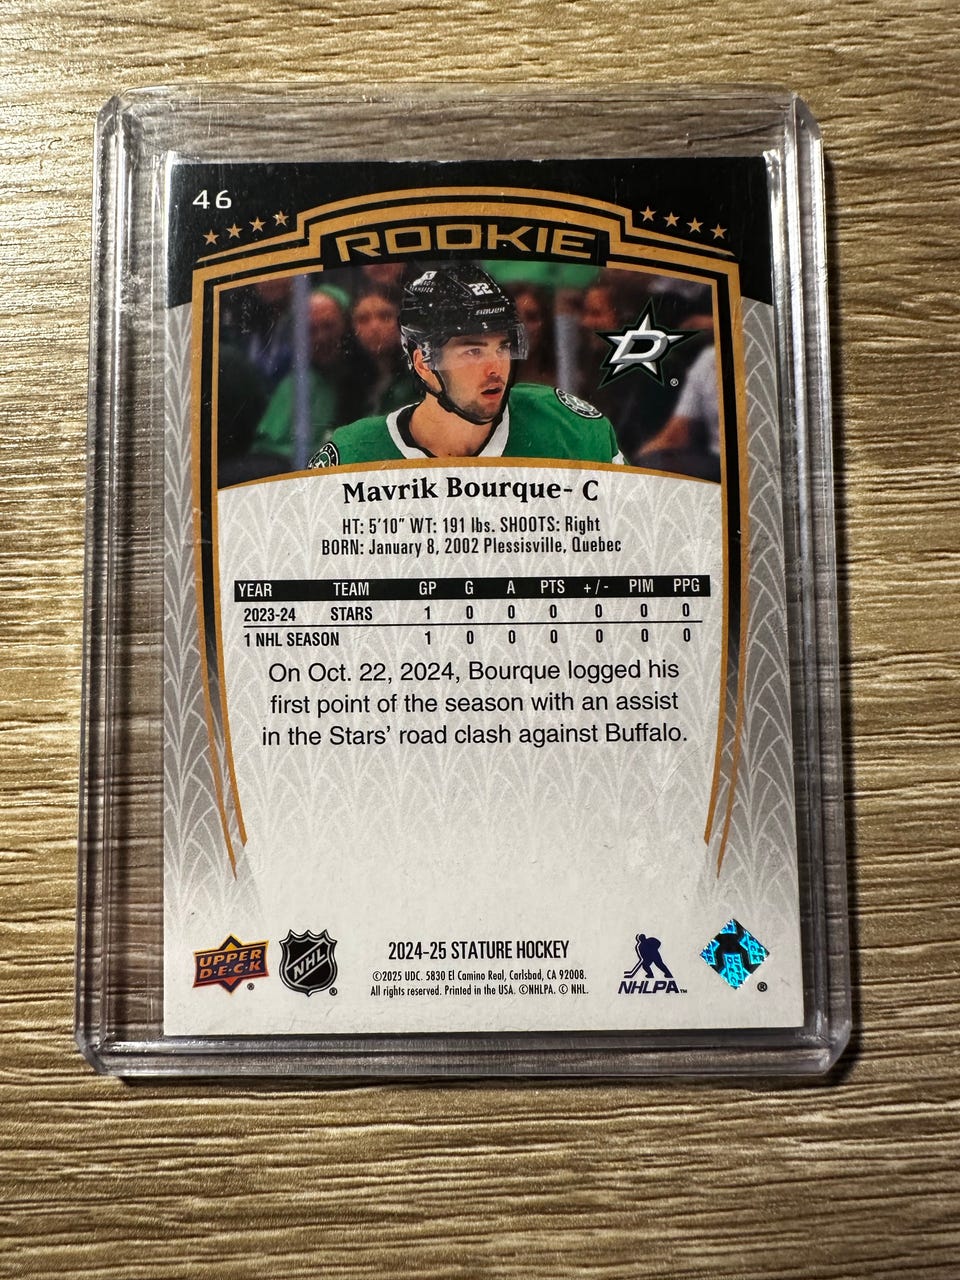 46
ROOKIE
22
BAUER
D
®
Mavrik Bourque- C
HT: 5'10" WT: 191 lbs. SHOOTS: Right
BORN: January 8, 2002 Plessisville, Quebec
YEAR TEAM GP G A PTS +/- PIM PPG
2023-24 STARS 1 0 0 0 0 0 0
1 NHL SEASON 1 0 0 0 0 0 0
On Oct. 22, 2024, Bourque logged his
first point of the season with an assist
in the Stars' road clash against Buffalo.
UPPER
DECK
®
NHL
®
2024-25 STATURE HOCKEY
©2025 UDC. 5830 El Camino Real, Carlsbad, CA 92008.
All rights reserved. Printed in the USA. ©NHLPA. © NHL.
NHLPA™
®